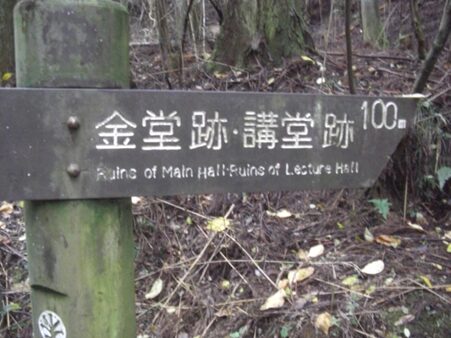 金堂跡・講堂跡 100m
Ruins of Main Hall・Ruins of Lecture Hall